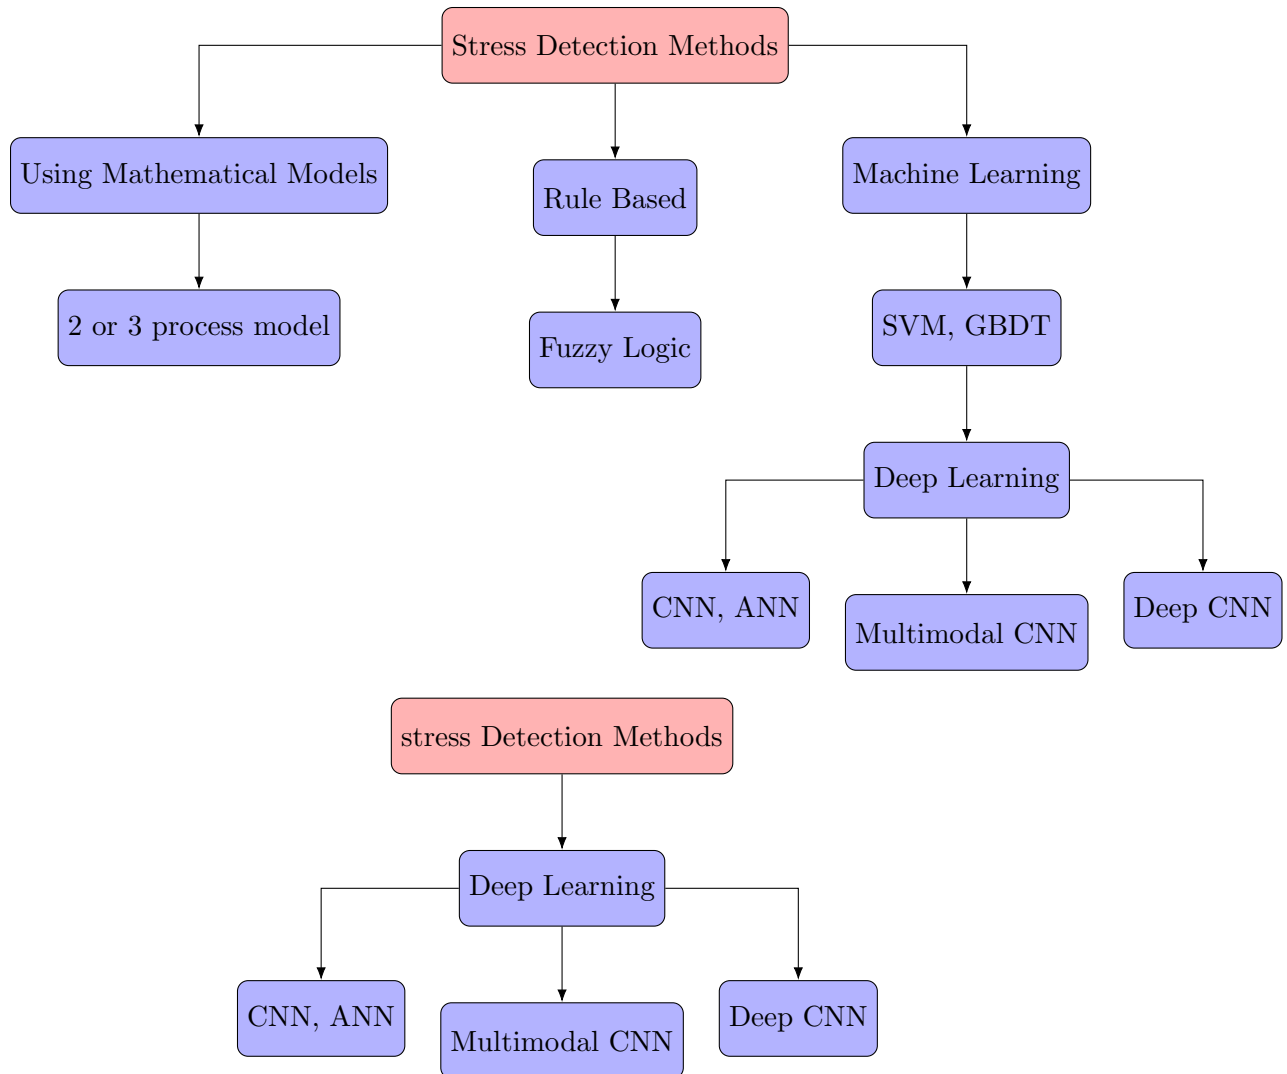 Stress Detection Methods
Using Mathematical Models
Rule Based
Machine Learning
2 or 3 process model
Fuzzy Logic
SVM, GBDT
Deep Learning
CNN, ANN
Multimodal CNN
Deep CNN
stress Detection Methods
Deep Learning
CNN, ANN
Multimodal CNN
Deep CNN